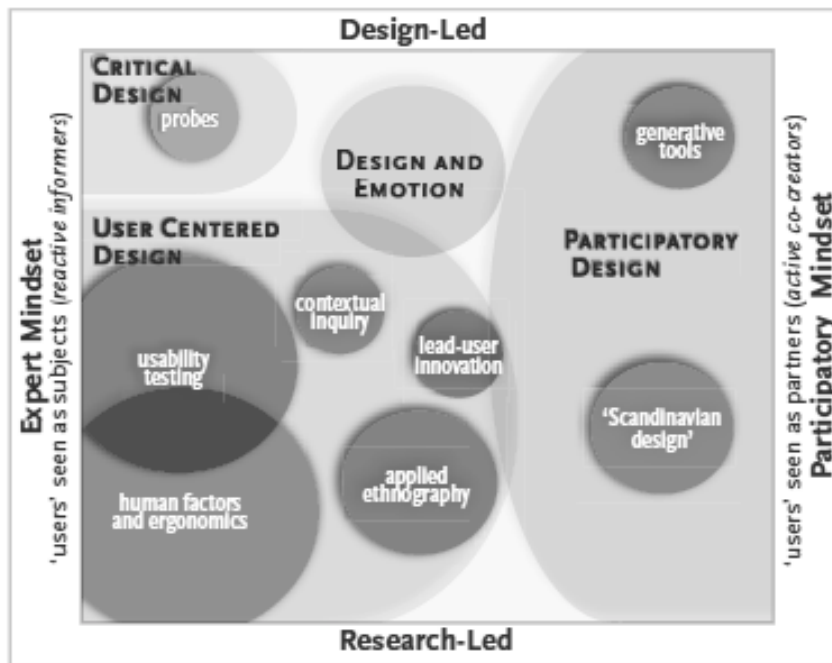 Design-Led
CRITICAL
DESIGN
probes
generative
tools
DESIGN AND
EMOTION
USER CENTERED
DESIGN
PARTICIPATORY
DESIGN
contextual
inquiry
lead-user
innovation
usability
testing
'Scandinavian
design'
applied
ethnography
human factors
and ergonomics
Expert Mindset
'users' seen as subjects (reactive informers)
'users' seen as partners (active co-creators)
Participatory Mindset
Research-Led